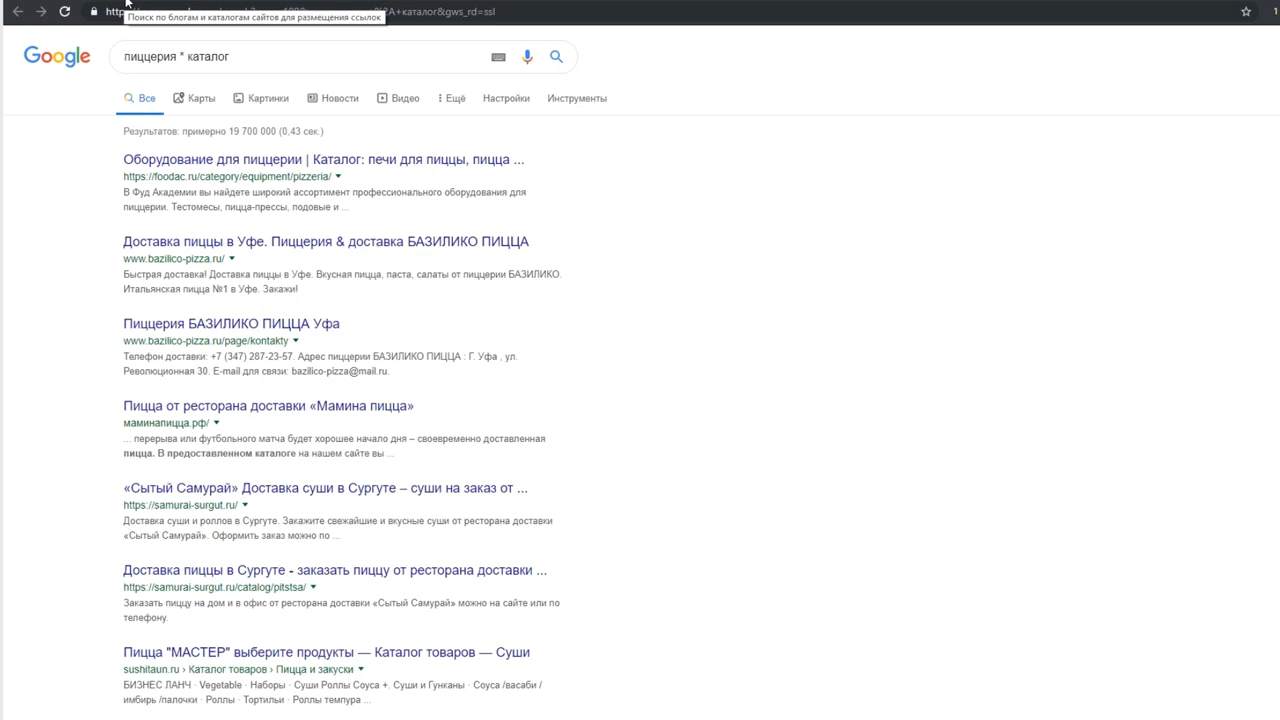 http
Поиск по блогам и каталогам сайтов для размещения ссылок
+каталог&gws_rd=ssl
1
Google
пиццерия * каталог
Все
Карты
Картинки
Новости
Видео
Ещё
Настройки
Инструменты
Результатов: примерно 19 700 000 (0,43 сек.)
Оборудование для пиццерии | Каталог: печи для пиццы, пицца ...
https://foodac.ru/category/equipment/pizzeria/
В Фуд Академии вы найдете широкий ассортимент профессионального оборудования для
пиццерии. Тестомесы, пицца-прессы, подовые и ...
Доставка пиццы в Уфе. Пиццерия & доставка БАЗИЛИКО ПИЦЦА
www.bazilico-pizza.ru/
Быстрая доставка! Доставка пиццы в Уфе. Вкусная пицца, паста, салаты от пиццерии БАЗИЛИКО.
Итальянская пицца №1 в Уфе. Закажи!
Пиццерия БАЗИЛИКО ПИЦЦА Уфа
www.bazilico-pizza.ru/page/kontakty
Телефон доставки: +7 (347) 287-23-57. Адрес пиццерии БАЗИЛИКО ПИЦЦА : Г. Уфа , ул.
Революционная 30. E-mail для связи: bazilico-pizza@mail.ru.
Пицца от ресторана доставки «Мамина пицца»
маминапицца.рф/
... перерыва или футбольного матча будет хорошее начало дня – своевременно доставленная
пицца. В предоставленном каталоге на нашем сайте вы ...
«Сытый Самурай» Доставка суши в Сургуте – суши на заказ от ...
https://samurai-surgut.ru/
Доставка суши и роллов в Сургуте. Закажите свежайшие и вкусные суши от ресторана доставки
«Сытый Самурай». Оформить заказ можно по ...
Доставка пиццы в Сургуте - заказать пиццу от ресторана доставки ...
https://samurai-surgut.ru/catalog/pitstsa/
Заказать пиццу на дом и в офис от ресторана доставки «Сытый Самурай» можно на сайте или по
телефону.
Пицца "МАСТЕР" выберите продукты — Каталог товаров — Суши
sushitaun.ru › Каталог товаров › Пицца и закуски
БИЗНЕС ЛАНЧ · Vegetable · Наборы · Суши Роллы Соуса +. Суши и Гунканы · Соуса /васаби /
имбирь /палочки · Роллы · Тортильи · Роллы темпура ...